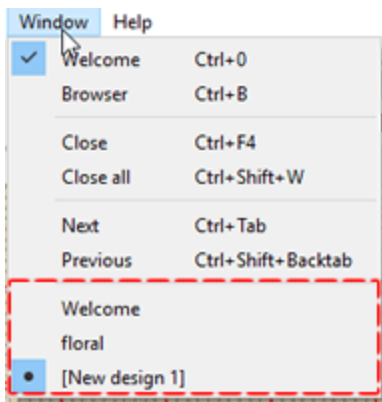 Window Help
Welcome Ctrl+0
Browser Ctrl+B
Close Ctrl+F4
Close all Ctrl+Shift+W
Next Ctrl+Tab
Previous Ctrl+Shift+Backtab
Welcome
floral
[New design 1]